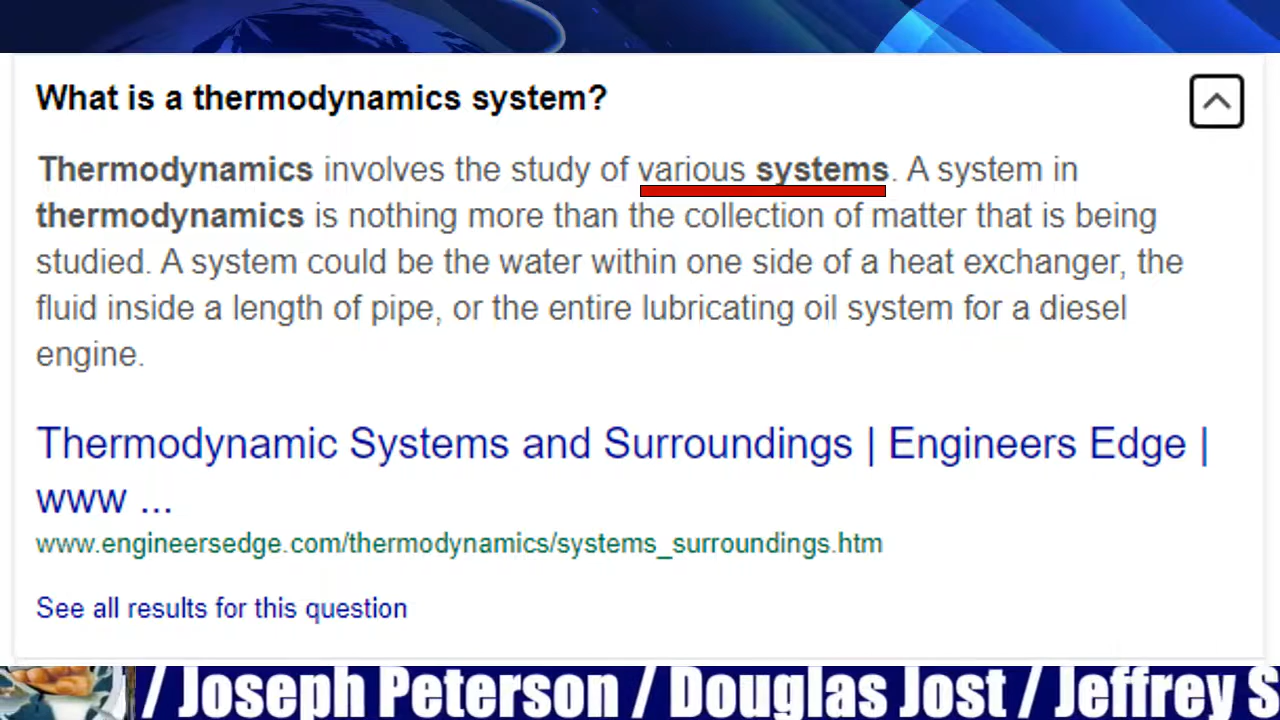 What is a thermodynamics system?
Thermodynamics involves the study of various systems. A system in
thermodynamics is nothing more than the collection of matter that is being
studied. A system could be the water within one side of a heat exchanger, the
fluid inside a length of pipe, or the entire lubricating oil system for a diesel
engine.
Thermodynamic Systems and Surroundings | Engineers Edge |
www ...
www.engineersedge.com/thermodynamics/systems_surroundings.htm
See all results for this question
/ Joseph Peterson / Douglas Jost / Jeffrey S